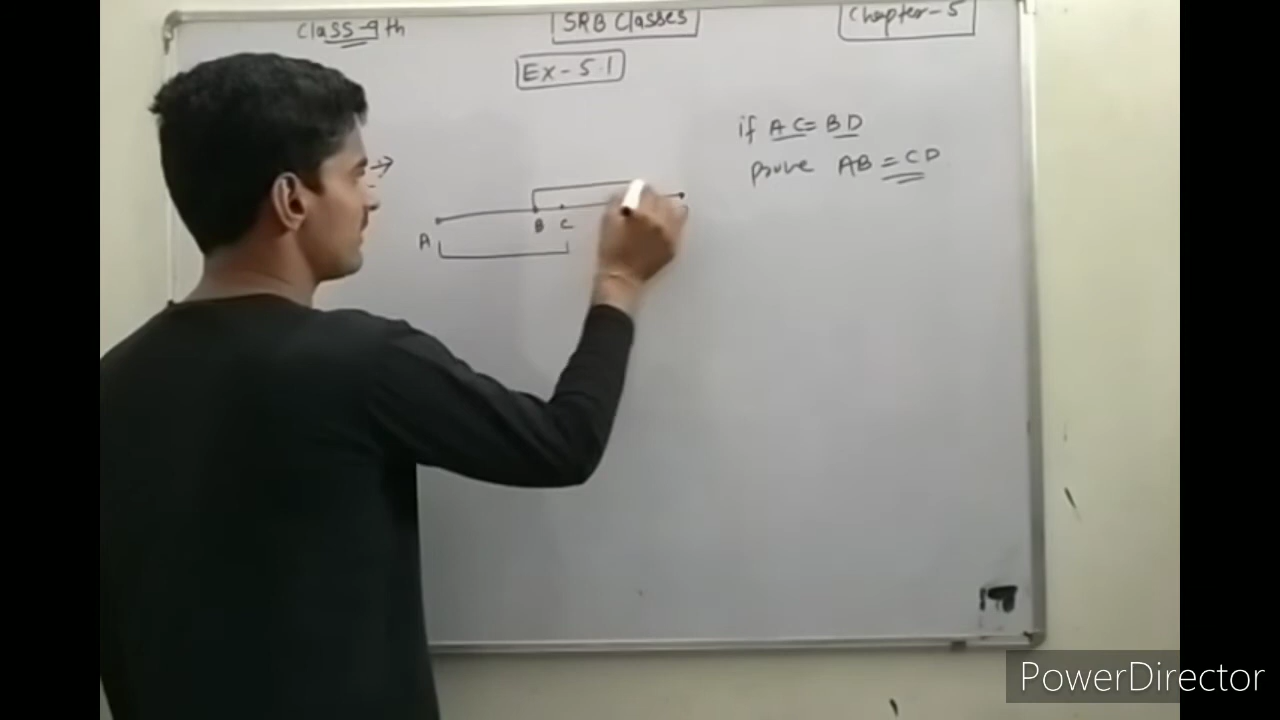 Class-9th
SRB Classes
Chapter-5
Ex-5.1
if AC=BD
prove AB=CD
A
B C
PowerDirector